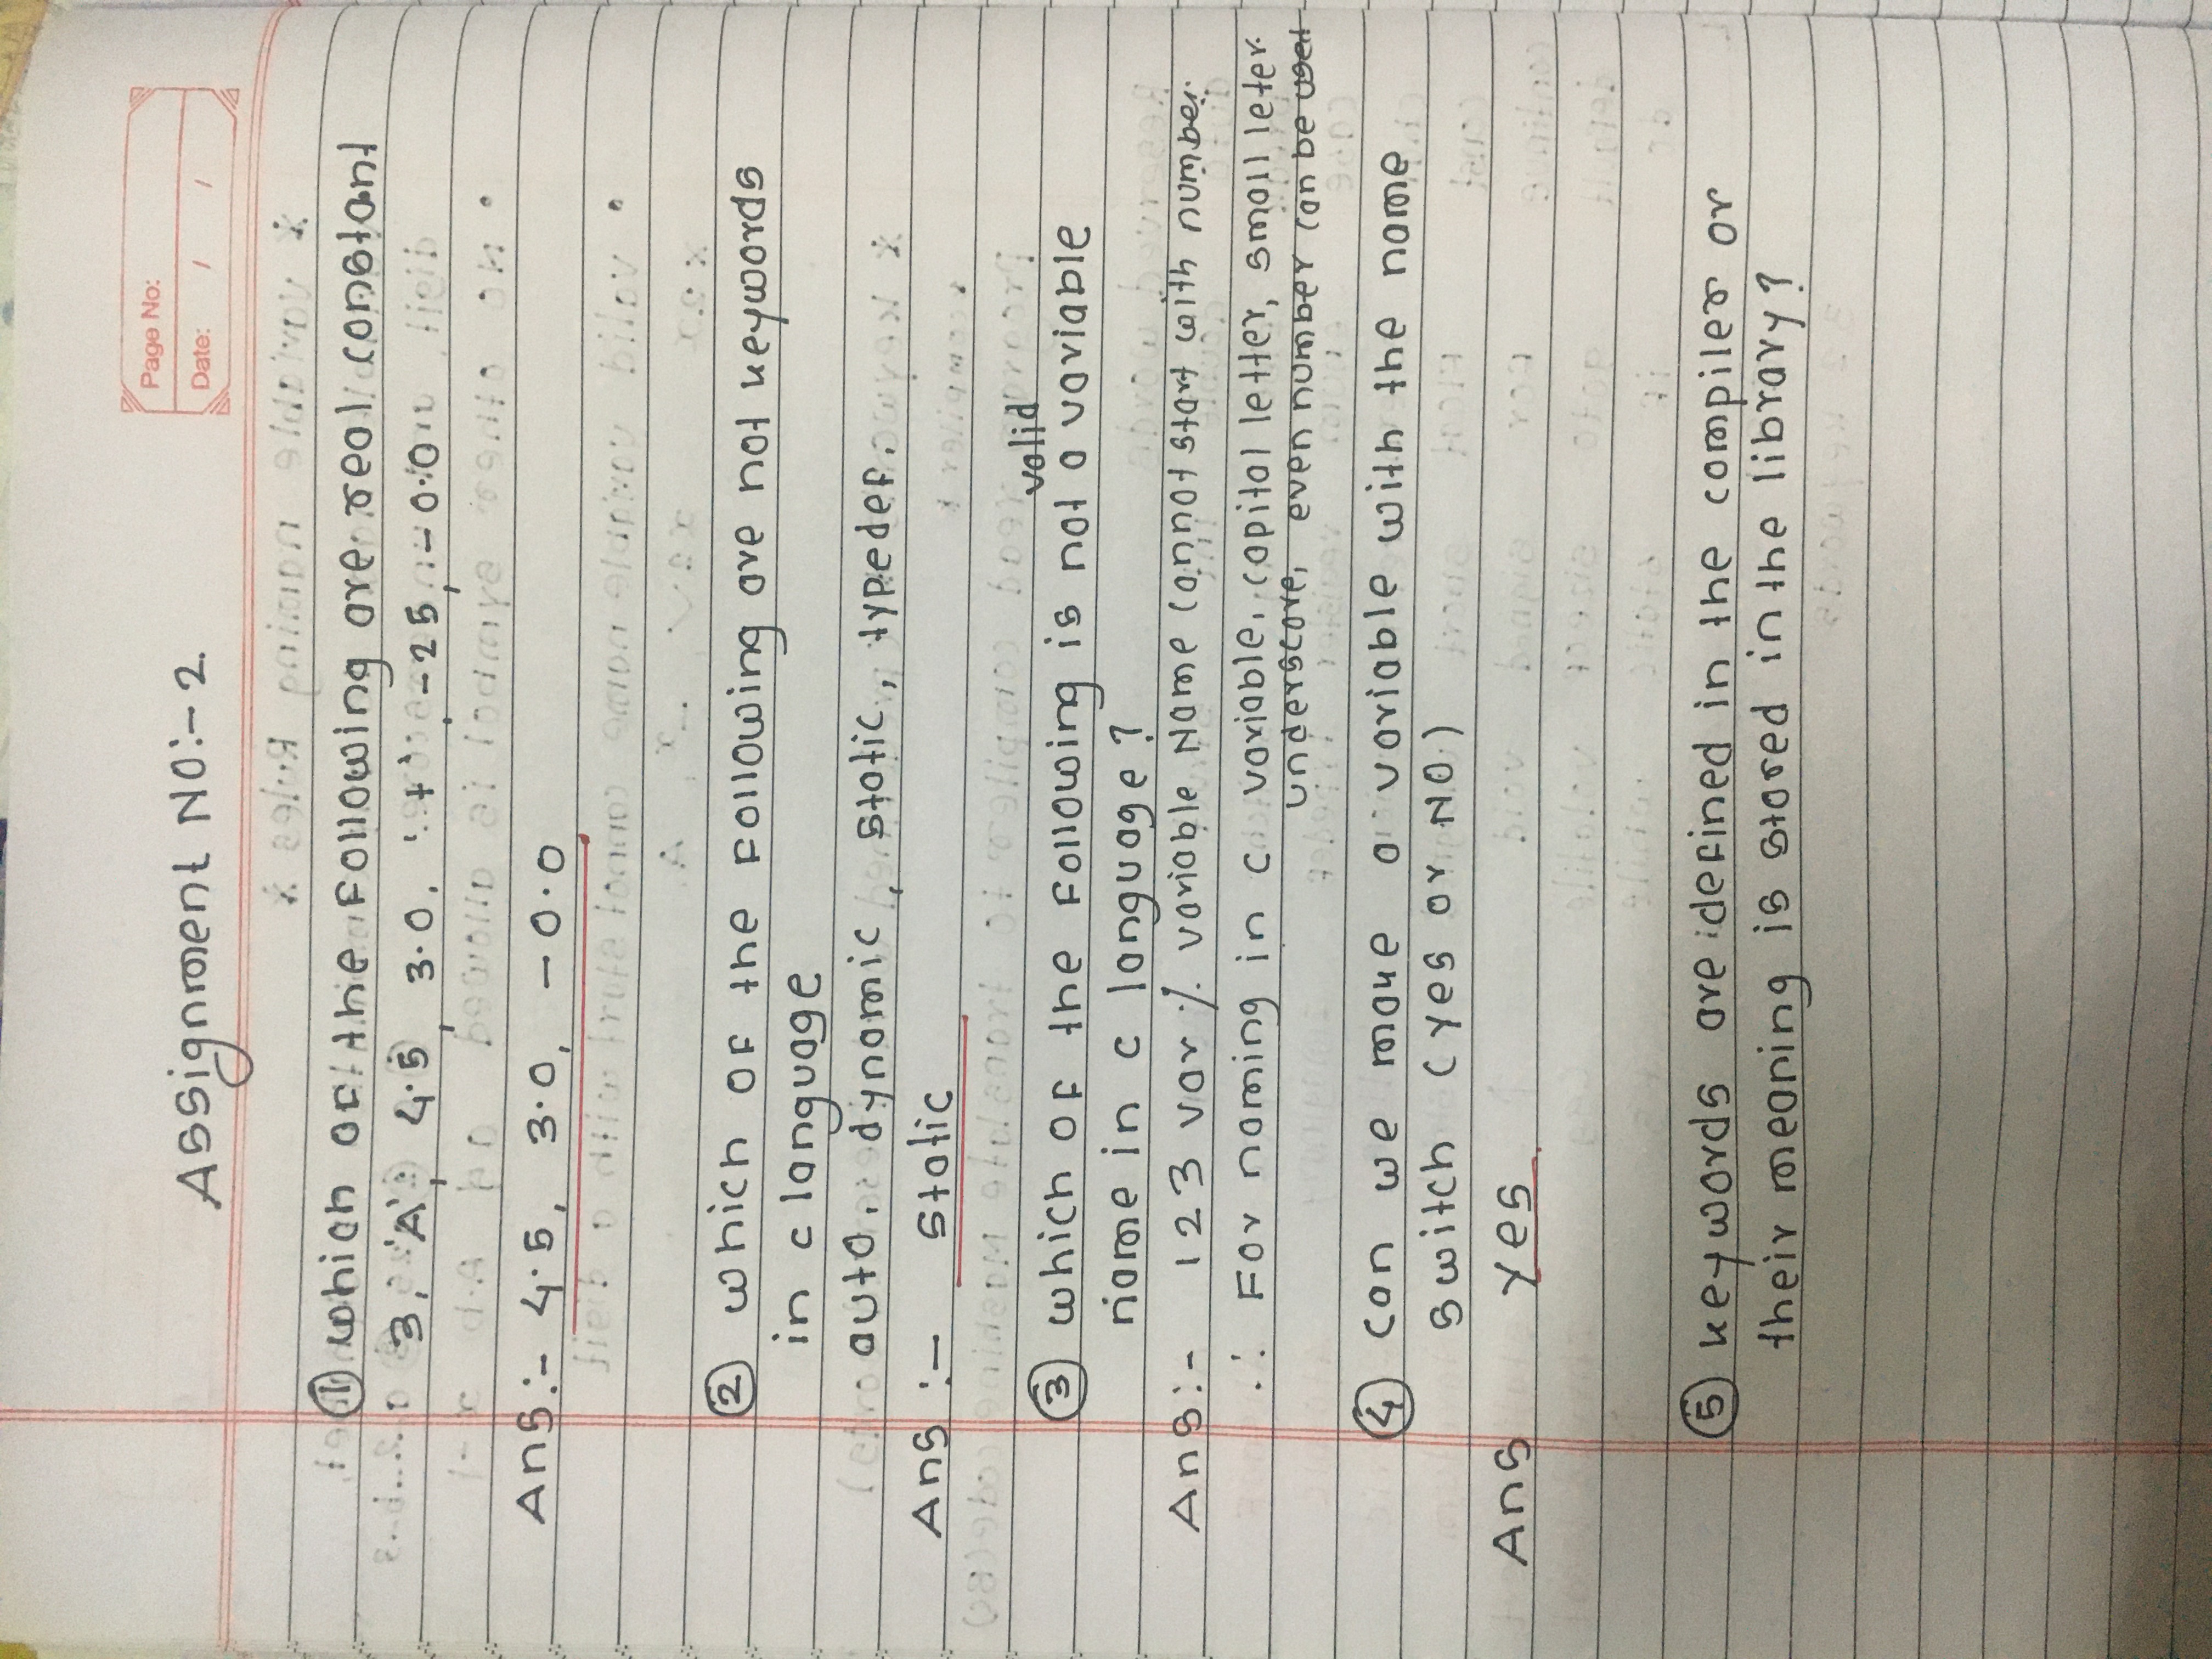 Assignment NO:- 2
Page No:
Date: / /
① which of the following are real constant
3, 'A', 4.5, 3.0, '+', -25, -0.0
Ans:- 4.5, 3.0, -0.0
② which of the following are not keywords
in c language
auto, dynamic, static, typedef.
Ans :- static
valid
③ which of the following is not a variable
name in c language?
Ans:- 123 var % variable Name cannot start with number.
∴ For naming in c variable, capital letter, small leter.
underscore, even number can be used
④ can we make a variable with the name
switch (yes or NO.)
Ans yes
⑤ keywords are defined in the compiler or
their meaning is stored in the library?